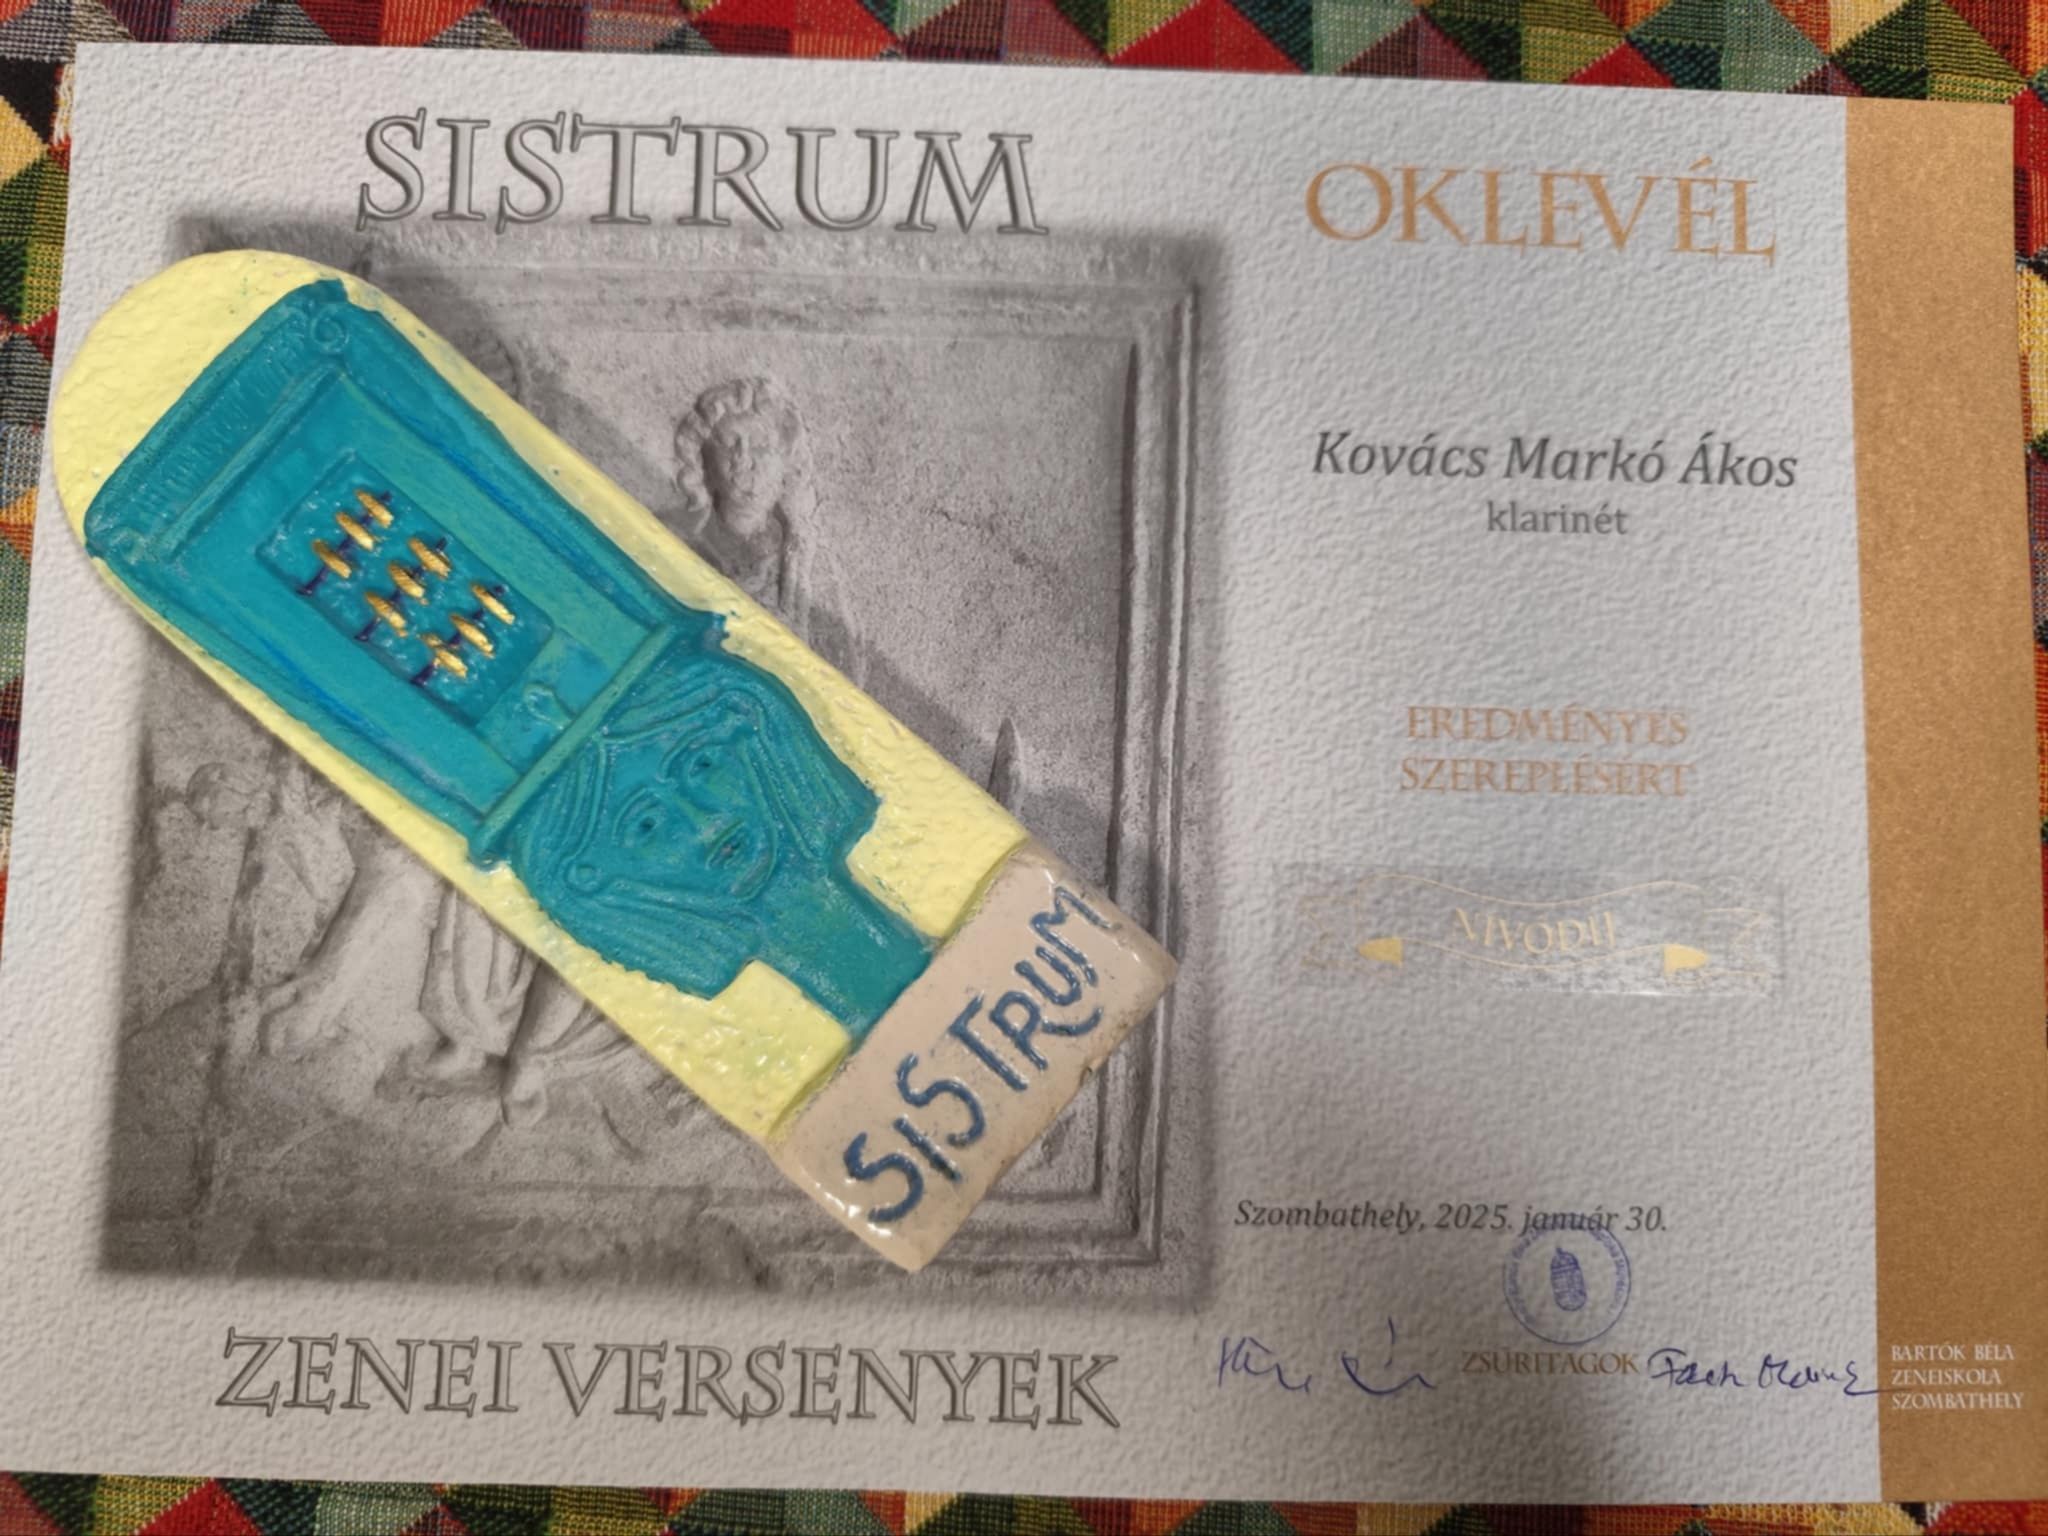 SISTRUM
OKLEVÉL
Kovács Markó Ákos
klarinét
EREDMÉNYES
SZEREPLÉSÉRT
NÍVÓDÍJ
SISTRUM
Szombathely, 2025. január 30.
ZSŰRITAGOK
ZENEI VERSENYEK
BARTÓK BÉLA
ZENEISKOLA
SZOMBATHELY